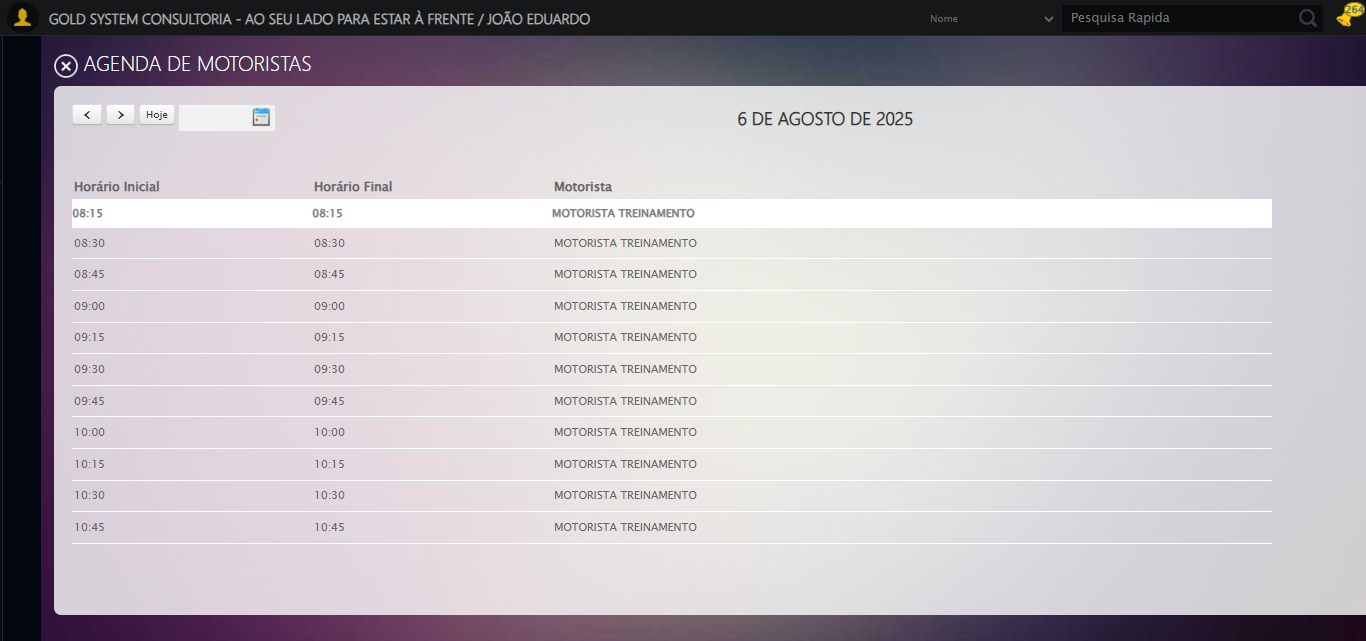 GOLD SYSTEM CONSULTORIA - AO SEU LADO PARA ESTAR À FRENTE / JOÃO EDUARDO Nome Pesquisa Rapida 264
AGENDA DE MOTORISTAS
< > Hoje 6 DE AGOSTO DE 2025
Horário Inicial Horário Final Motorista
08:15 08:15 MOTORISTA TREINAMENTO
08:30 08:30 MOTORISTA TREINAMENTO
08:45 08:45 MOTORISTA TREINAMENTO
09:00 09:00 MOTORISTA TREINAMENTO
09:15 09:15 MOTORISTA TREINAMENTO
09:30 09:30 MOTORISTA TREINAMENTO
09:45 09:45 MOTORISTA TREINAMENTO
10:00 10:00 MOTORISTA TREINAMENTO
10:15 10:15 MOTORISTA TREINAMENTO
10:30 10:30 MOTORISTA TREINAMENTO
10:45 10:45 MOTORISTA TREINAMENTO